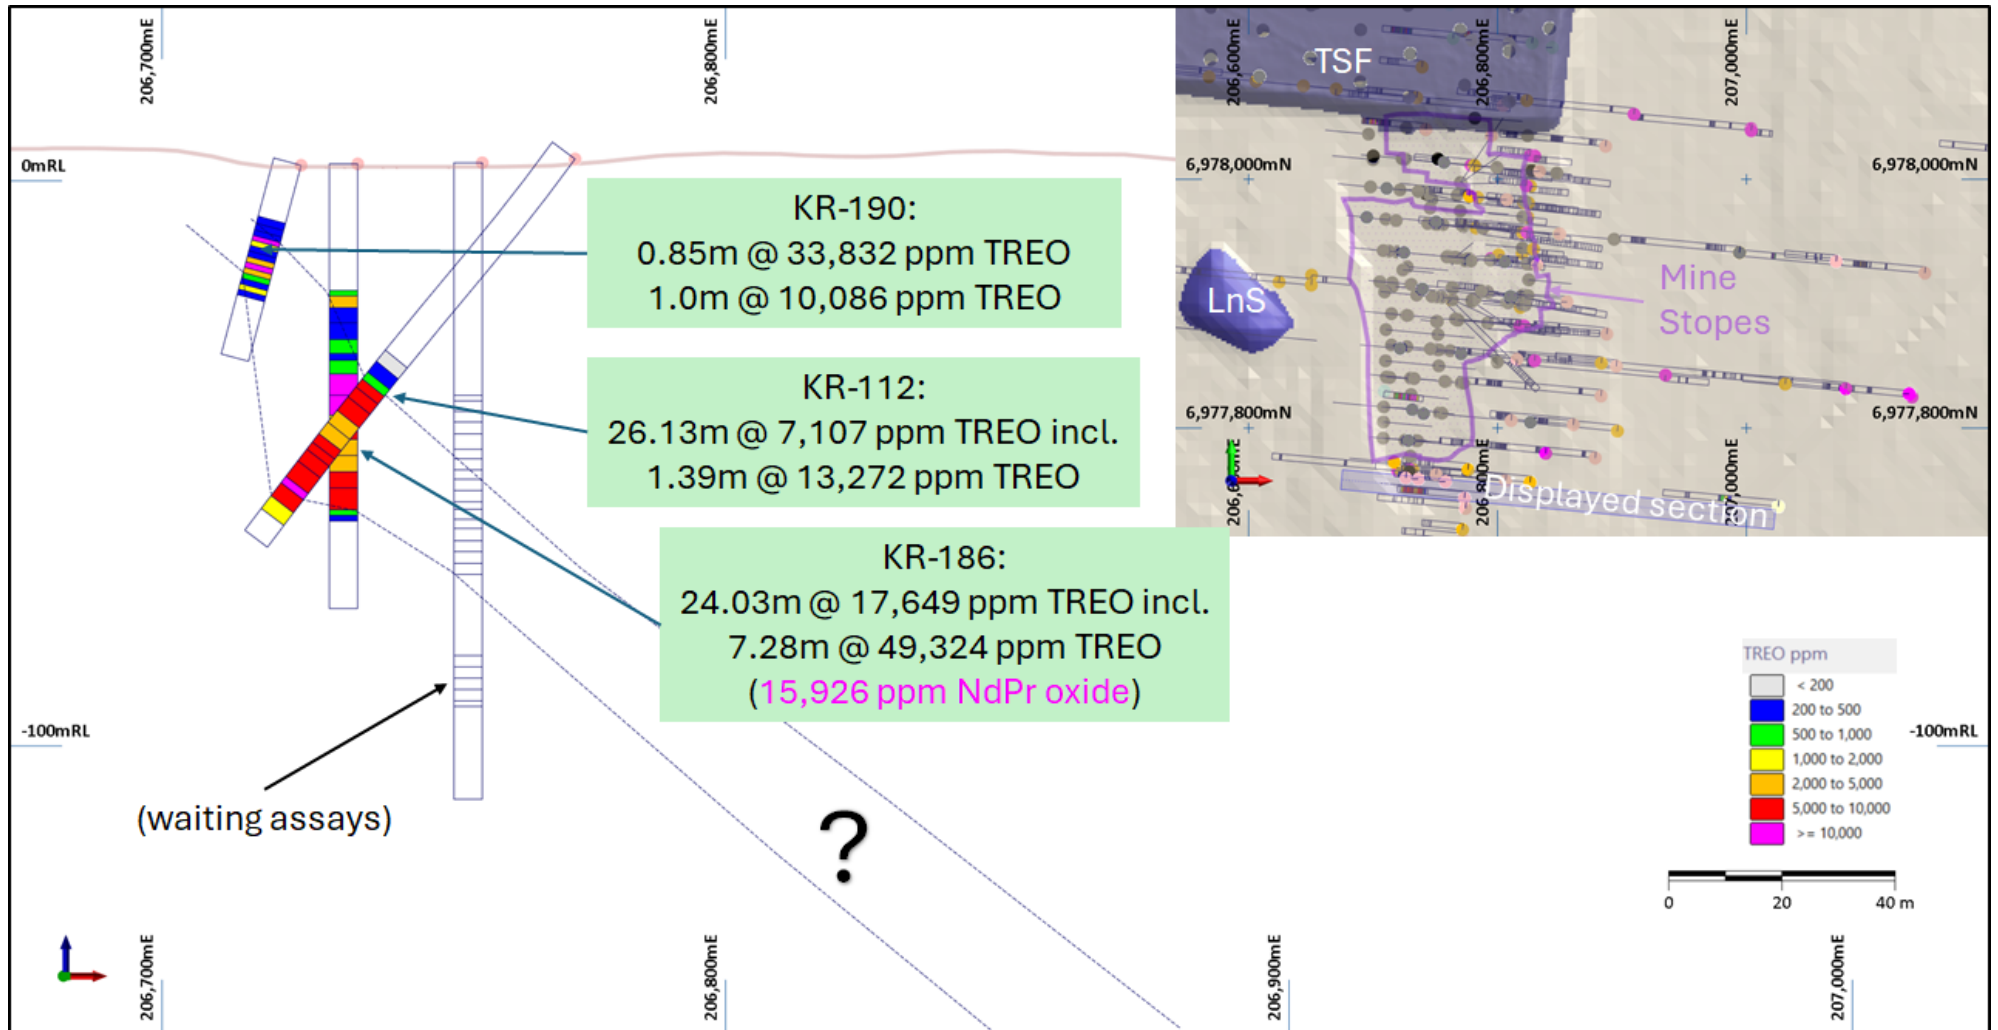 206,700mE
206,800mE
0mRL
KR-190:
0.85m @ 33,832 ppm TREO
1.0m @ 10,086 ppm TREO
KR-112:
26.13m @ 7,107 ppm TREO incl.
1.39m @ 13,272 ppm TREO
KR-186:
24.03m @ 17,649 ppm TREO incl.
7.28m @ 49,324 ppm TREO
(15,926 ppm NdPr oxide)
-100mRL
(waiting assays)
?
206,700mE
206,800mE
206,900mE
207,000mE
206,600mE
206,800mE
207,000mE
TSF
6,978,000mN
6,978,000mN
LnS
Mine
Stopes
6,977,800mN
6,977,800mN
206,800mE
207,000mE
Displayed section
TREO ppm
< 200
200 to 500
500 to 1,000
1,000 to 2,000
2,000 to 5,000
5,000 to 10,000
>= 10,000
-100mRL
0 20 40 m